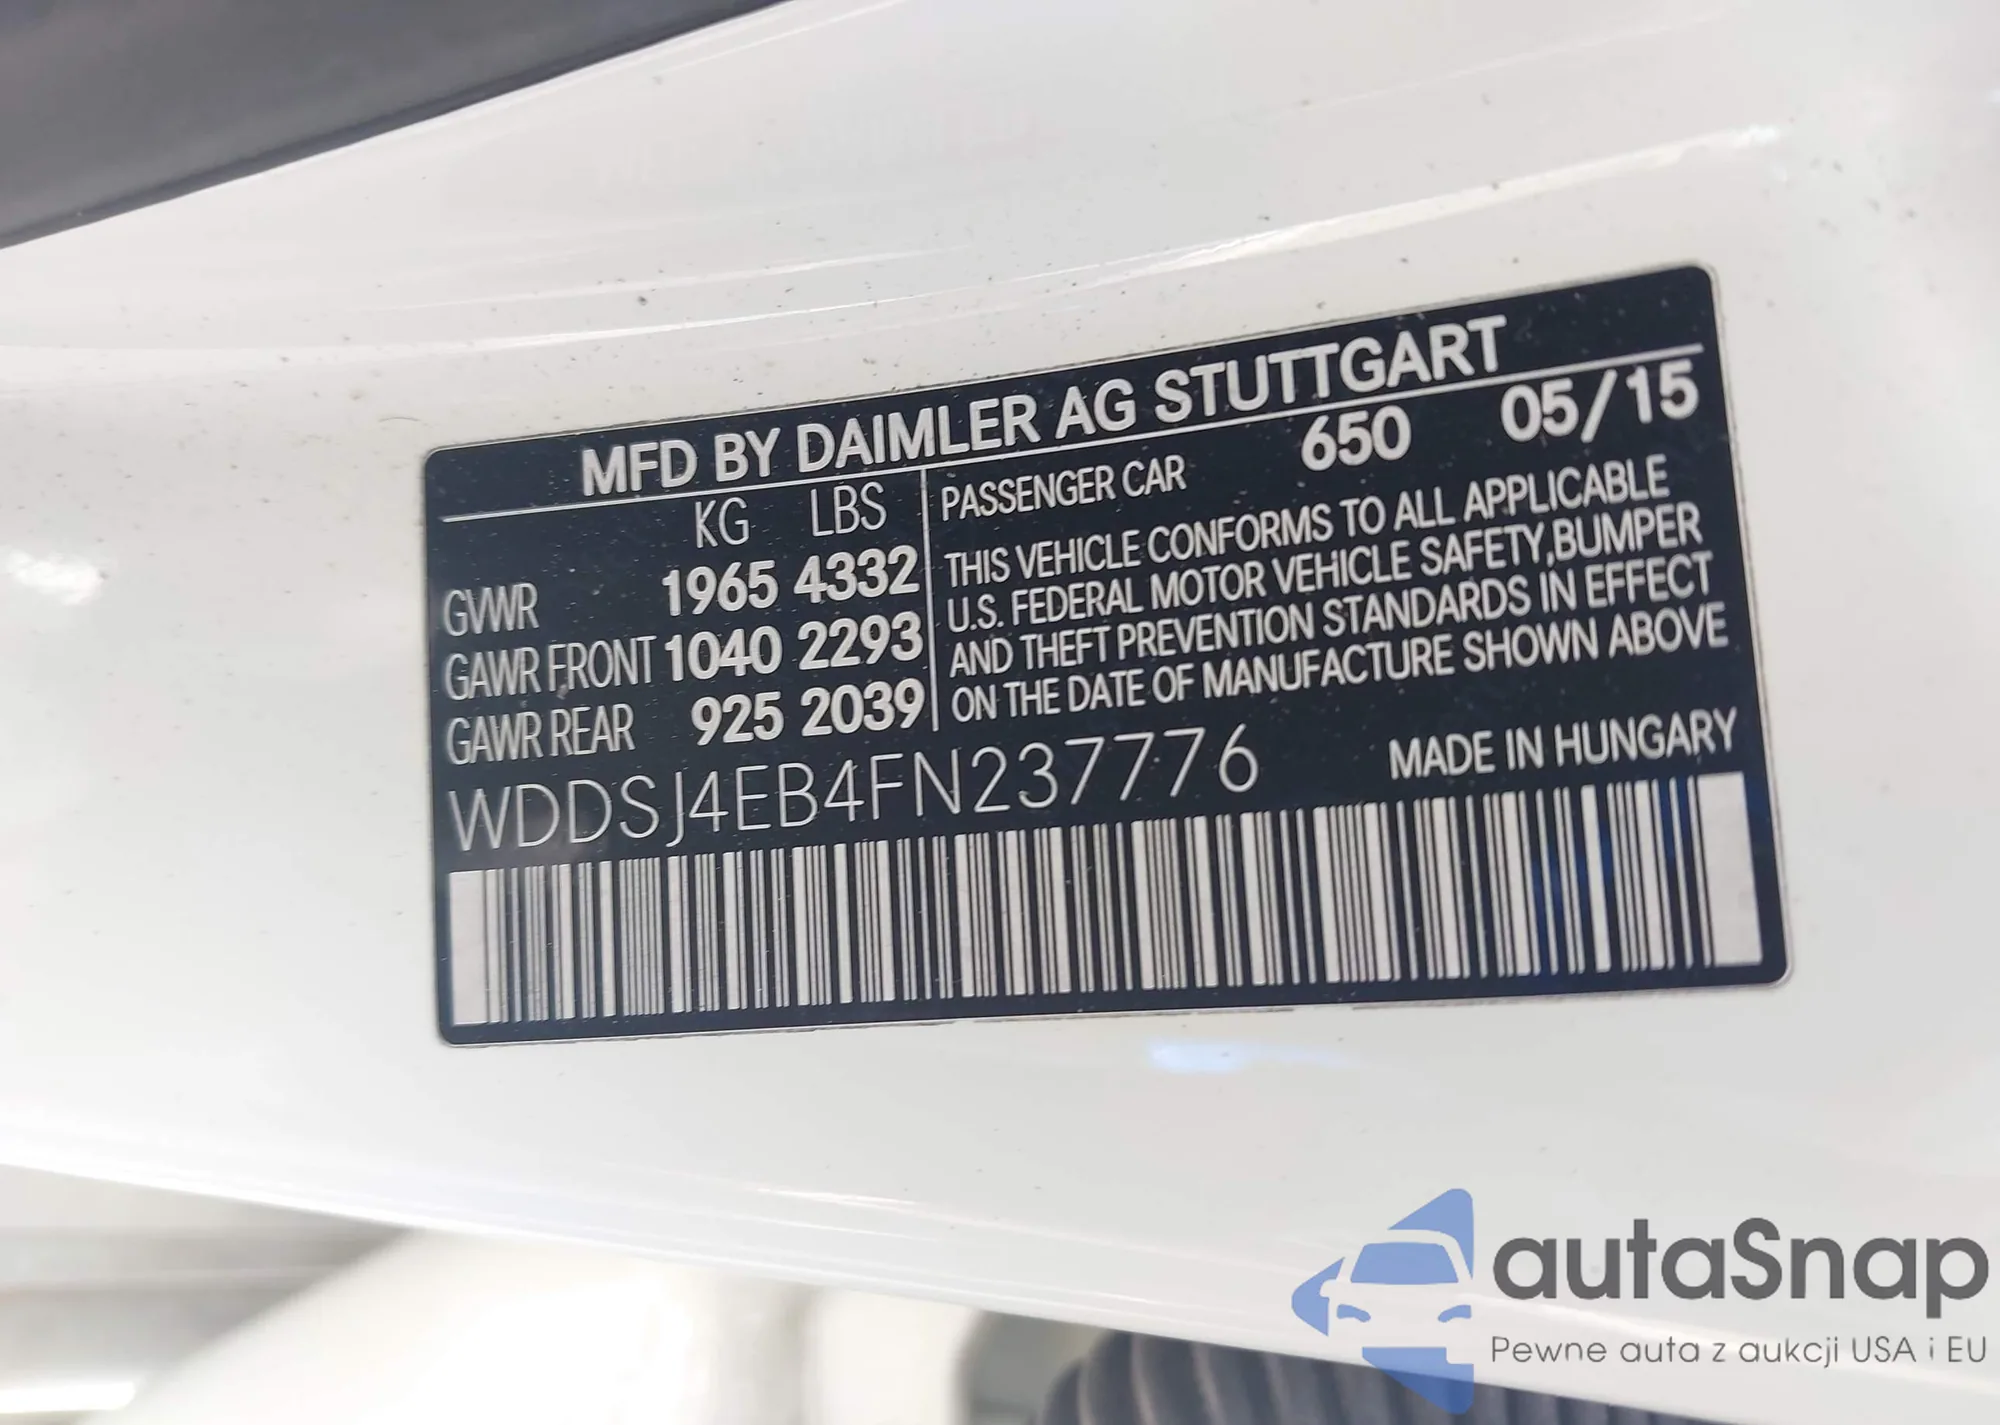 MFD BY DAIMLER AG STUTTGART
KG LBS
GVWR 1965 4332
GAWR FRONT 1040 2293
GAWR REAR 925 2039
PASSENGER CAR 650 05/15
THIS VEHICLE CONFORMS TO ALL APPLICABLE
U.S. FEDERAL MOTOR VEHICLE SAFETY,BUMPER
AND THEFT PREVENTION STANDARDS IN EFFECT
ON THE DATE OF MANUFACTURE SHOWN ABOVE
WDDSJ4EB4FN237776 MADE IN HUNGARY
autaSnap
Pewne auta z aukcji USA i EU